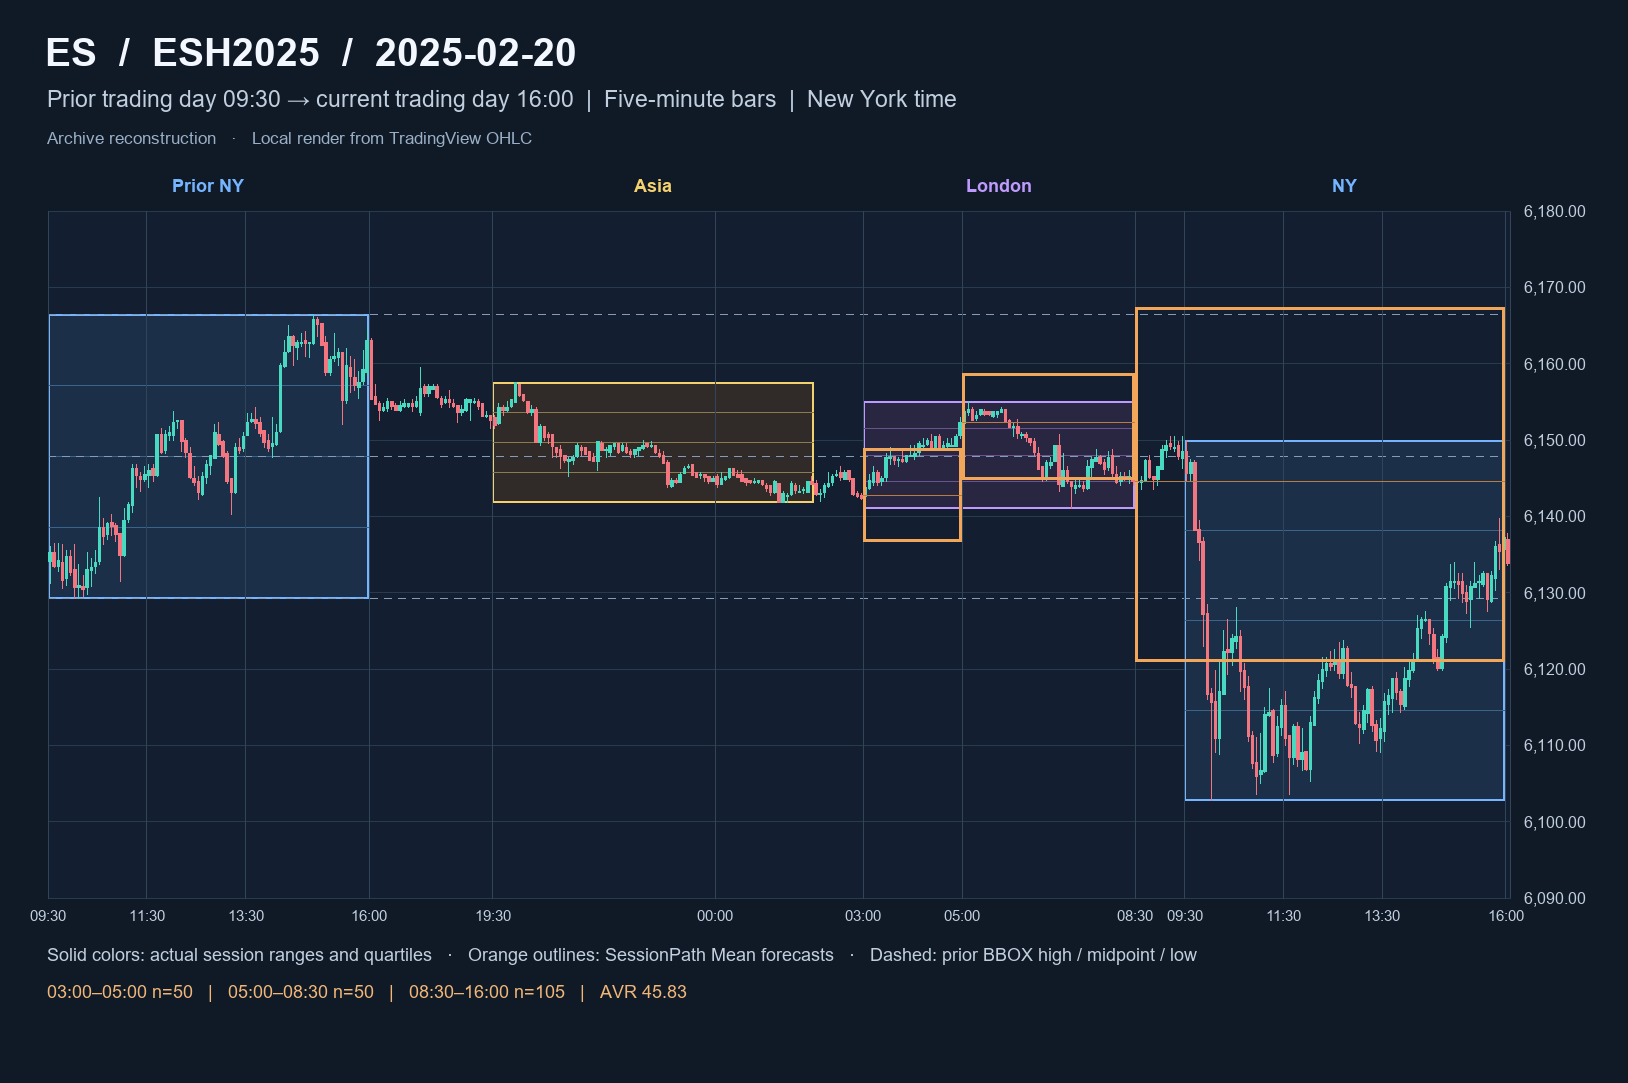 ES / ESH2025 / 2025-02-20
Prior trading day 09:30 → current trading day 16:00 | Five-minute bars | New York time
Archive reconstruction · Local render from TradingView OHLC
Prior NY
Asia
London
NY
6,180.00
6,170.00
6,160.00
6,150.00
6,140.00
6,130.00
6,120.00
6,110.00
6,100.00
6,090.00
09:30 11:30 13:30 16:00 19:30 00:00 03:00 05:00 08:30 09:30 11:30 13:30 16:00
Solid colors: actual session ranges and quartiles · Orange outlines: SessionPath Mean forecasts · Dashed: prior BBOX high / midpoint / low
03:00–05:00 n=50 | 05:00–08:30 n=50 | 08:30–16:00 n=105 | AVR 45.83